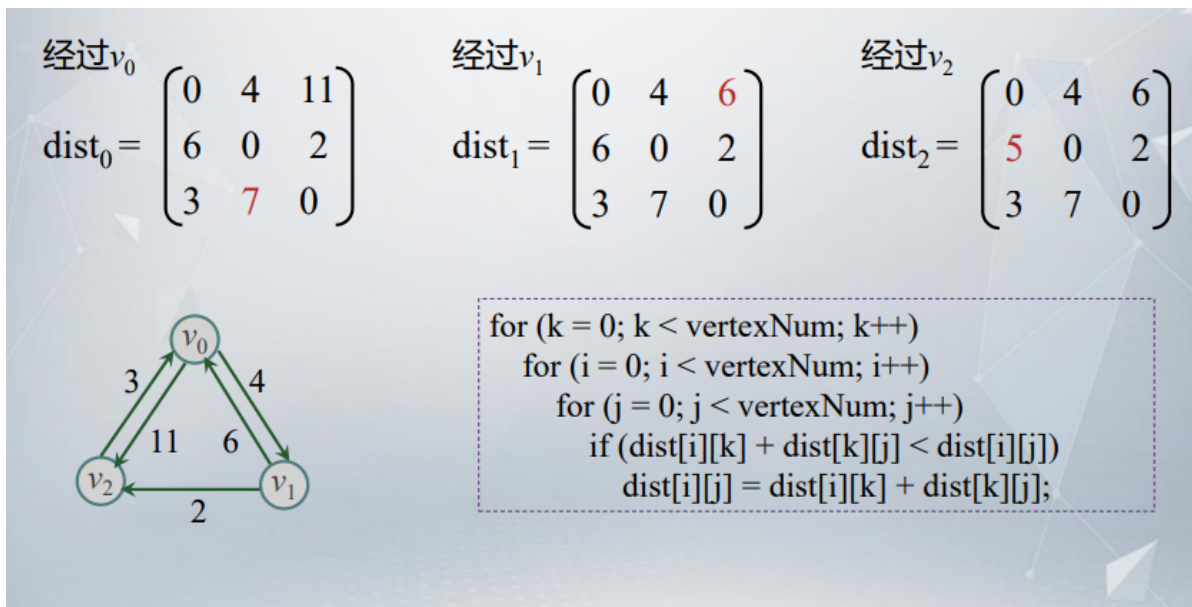 经过v₀
dist₀ =
0 4 11
6 0 2
3 7 0
经过v₁
dist₁ =
0 4 6
6 0 2
3 7 0
经过v₂
dist₂ =
0 4 6
5 0 2
3 7 0
v₀
3
4
11
6
v₂
v₁
2
for (k = 0; k < vertexNum; k++)
for (i = 0; i < vertexNum; i++)
for (j = 0; j < vertexNum; j++)
if (dist[i][k] + dist[k][j] < dist[i][j])
dist[i][j] = dist[i][k] + dist[k][j];